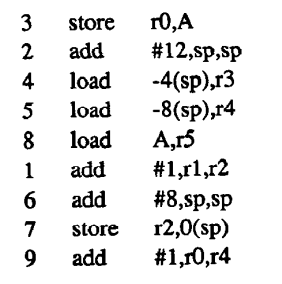 3 store r0,A
2 add #12,sp,sp
4 load -4(sp),r3
5 load -8(sp),r4
8 load A,r5
1 add #1,r1,r2
6 add #8,sp,sp
7 store r2,0(sp)
9 add #1,r0,r4